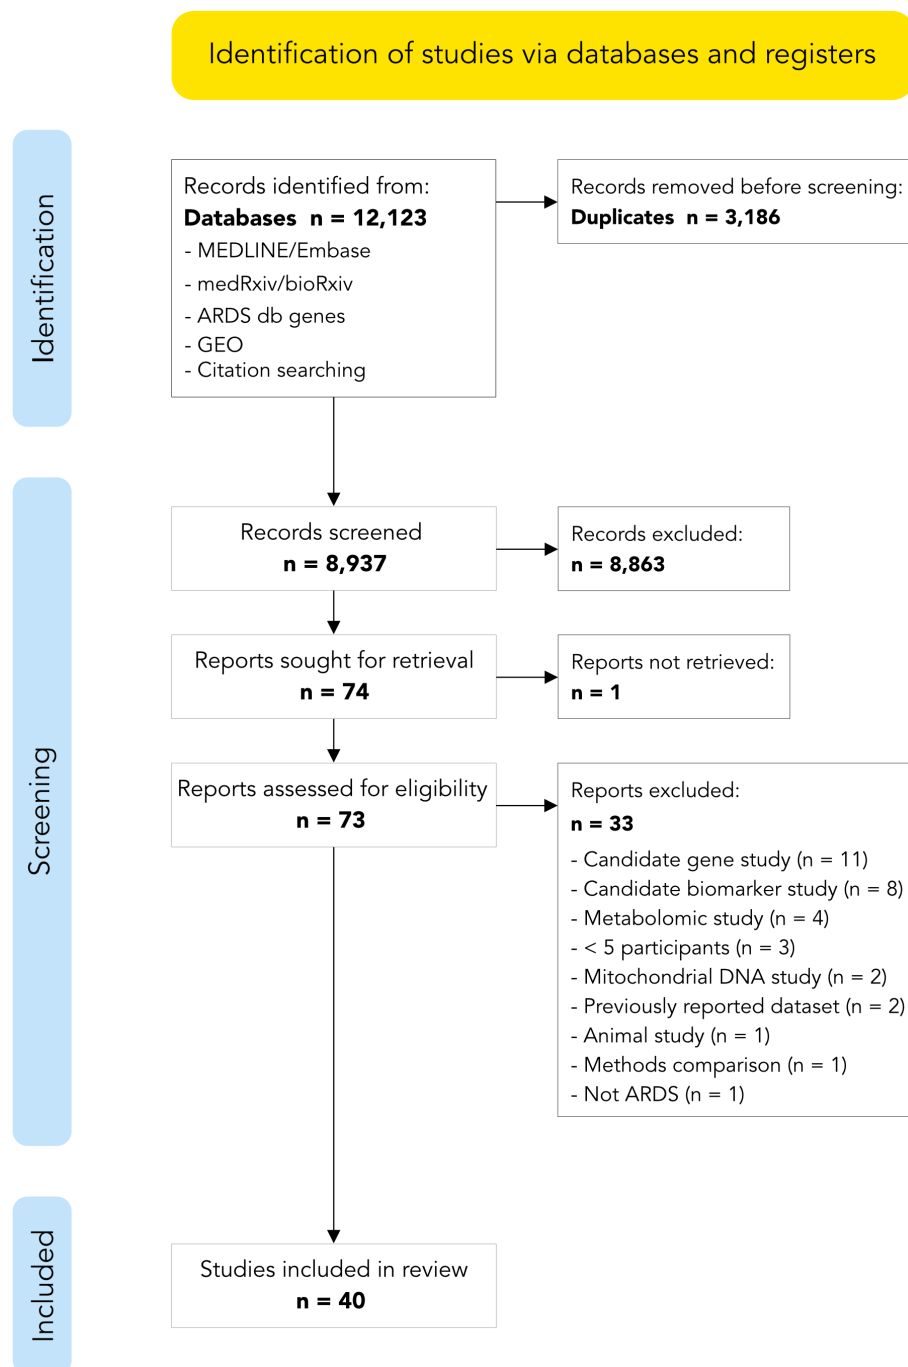 Identification of studies via databases and registers
Identification
Records identified from:
Databases n = 12,123
- MEDLINE/Embase
- medRxiv/bioRxiv
- ARDS db genes
- GEO
- Citation searching
Records removed before screening:
Duplicates n = 3,186
Screening
Records screened
n = 8,937
Records excluded:
n = 8,863
Reports sought for retrieval
n = 74
Reports not retrieved:
n = 1
Reports assessed for eligibility
n = 73
Reports excluded:
n = 33
- Candidate gene study (n = 11)
- Candidate biomarker study (n = 8)
- Metabolomic study (n = 4)
- < 5 participants (n = 3)
- Mitochondrial DNA study (n = 2)
- Previously reported dataset (n = 2)
- Animal study (n = 1)
- Methods comparison (n = 1)
- Not ARDS (n = 1)
Included
Studies included in review
n = 40